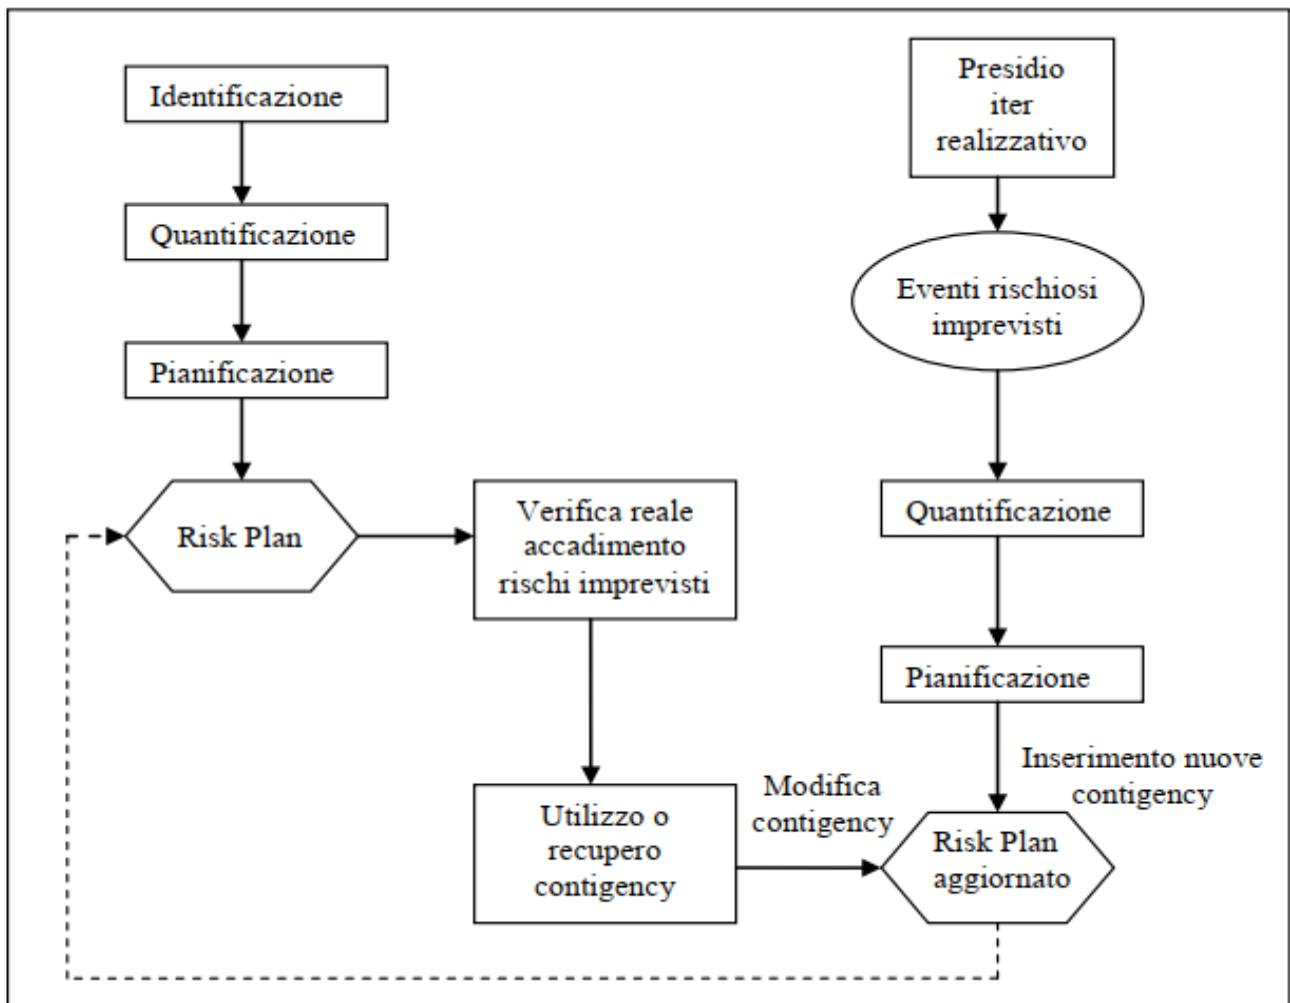 Identificazione
Quantificazione
Pianificazione
Risk Plan
Verifica reale
accadimento
rischi imprevisti
Utilizzo o
recupero
contigency
Modifica
contigency
Presidio
iter
realizzativo
Eventi rischiosi
imprevisti
Quantificazione
Pianificazione
Inserimento nuove
contigency
Risk Plan
aggiornato